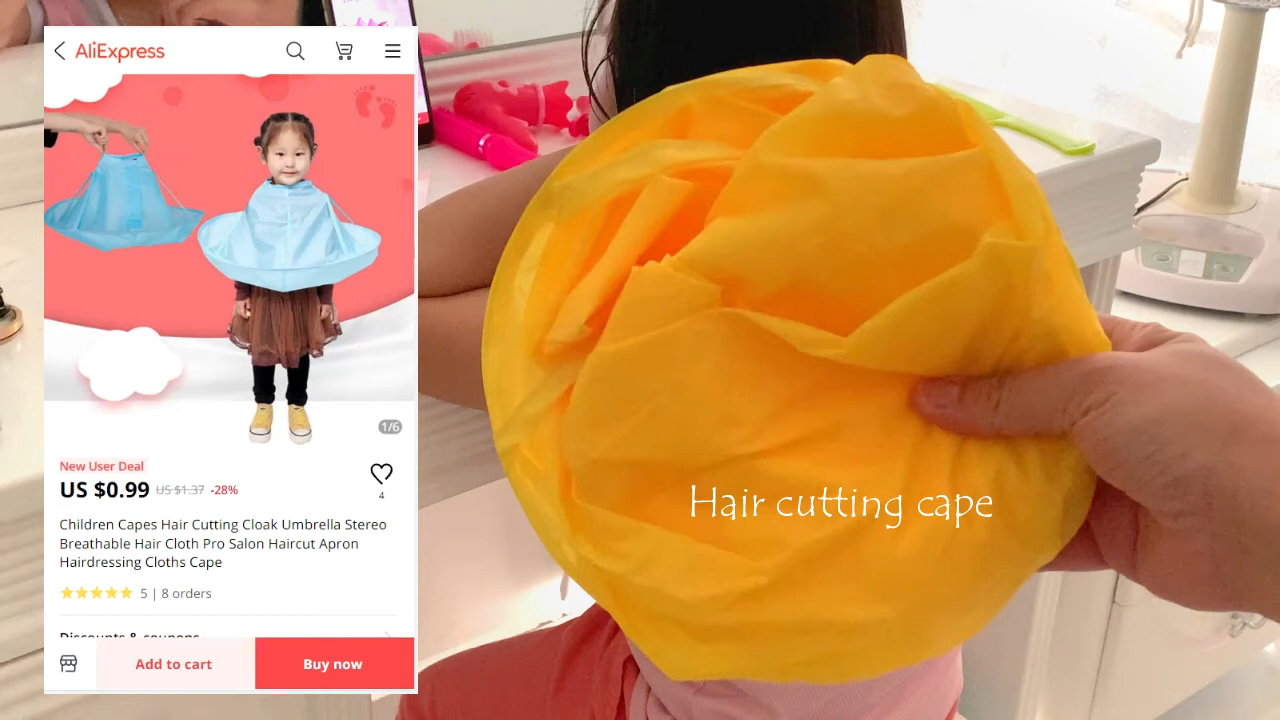 AliExpress
1/6
New User Deal
US $0.99 US $1.37 -28%
4
Children Capes Hair Cutting Cloak Umbrella Stereo
Breathable Hair Cloth Pro Salon Haircut Apron
Hairdressing Cloths Cape
5 | 8 orders
Discounts & coupons
Add to cart
Buy now
Hair cutting cape